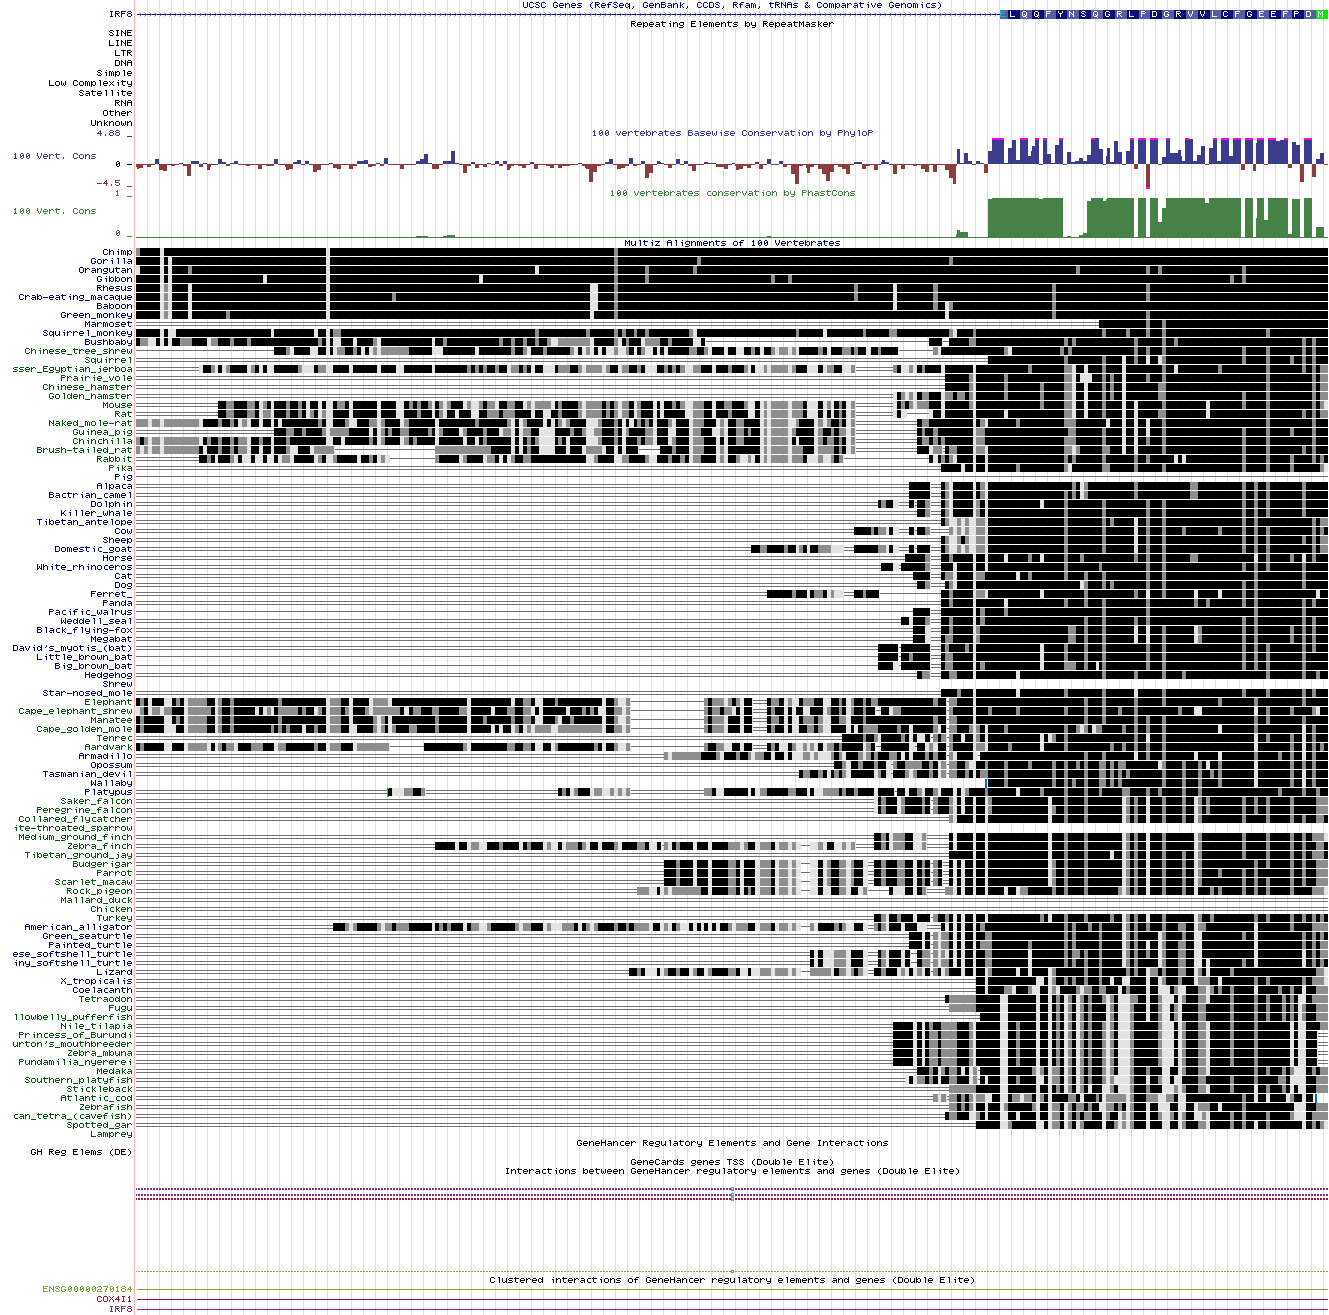 UCSC Genes (RefSeq, GenBank, CCDS, Rfam, tRNAs & Comparative Genomics)
IRF8
L Q Q F Y N S Q G R L P D G R V V L C F G E E F P D M
Repeating Elements by RepeatMasker
SINE
LINE
LTR
DNA
Simple
Low Complexity
Satellite
RNA
Other
Unknown
4.88 _
100 vertebrates Basewise Conservation by PhyloP
100 Vert. Cons
0 _
-4.5 _
100 vertebrates conservation by PhastCons
1 _
100 Vert. Cons
0 _
Multiz Alignments of 100 Vertebrates
Chimp
Gorilla
Orangutan
Gibbon
Rhesus
Crab-eating_macaque
Baboon
Green_monkey
Marmoset
Squirrel_monkey
Bushbaby
Chinese_tree_shrew
Squirrel
sser_Egyptian_jerboa
Prairie_vole
Chinese_hamster
Golden_hamster
Mouse
Rat
Naked_mole-rat
Guinea_pig
Chinchilla
Brush-tailed_rat
Rabbit
Pika
Pig
Alpaca
Bactrian_camel
Dolphin
Killer_whale
Tibetan_antelope
Cow
Sheep
Domestic_goat
Horse
White_rhinoceros
Cat
Dog
Ferret_
Panda
Pacific_walrus
Weddell_seal
Black_flying-fox
Megabat
David's_myotis_(bat)
Little_brown_bat
Big_brown_bat
Hedgehog
Shrew
Star-nosed_mole
Elephant
Cape_elephant_shrew
Manatee
Cape_golden_mole
Tenrec
Aardvark
Armadillo
Opossum
Tasmanian_devil
Wallaby
Platypus
Saker_falcon
Peregrine_falcon
Collared_flycatcher
ite-throated_sparrow
Medium_ground_finch
Zebra_finch
Tibetan_ground_jay
Budgerigar
Parrot
Scarlet_macaw
Rock_pigeon
Mallard_duck
Chicken
Turkey
American_alligator
Green_seaturtle
Painted_turtle
ese_softshell_turtle
iny_softshell_turtle
Lizard
X_tropicalis
Coelacanth
Tetraodon
Fugu
llowbelly_pufferfish
Nile_tilapia
Princess_of_Burundi
urton's_mouthbreeder
Zebra_mbuna
Pundamilia_nyererei
Medaka
Southern_platyfish
Stickleback
Atlantic_cod
Zebrafish
can_tetra_(cavefish)
Spotted_gar
Lamprey
GeneHancer Regulatory Elements and Gene Interactions
GH Reg Elems (DE)
GeneCards genes TSS (Double Elite)
Interactions between GeneHancer regulatory elements and genes (Double Elite)
Clustered interactions of GeneHancer regulatory elements and genes (Double Elite)
ENSG00000270184
COX4I1
IRF8